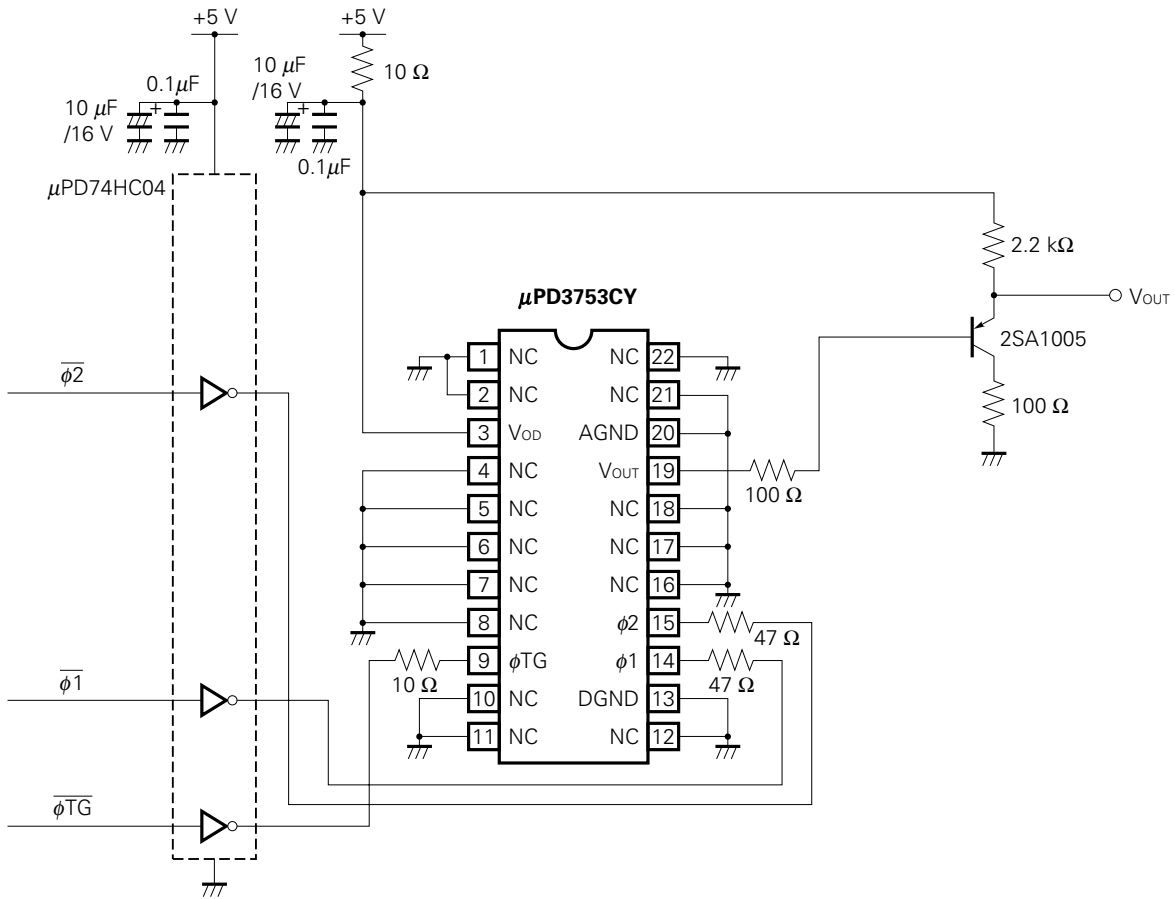 +5 V
+5 V
10 μF
/16 V
10 Ω
0.1μF
10 μF
/16 V
+
+
0.1μF
μPD74HC04
2.2 kΩ
VOUT
μPD3753CY
2SA1005
1 NC
NC 22
φ2
2 NC
NC 21
100 Ω
3 VOD
AGND 20
4 NC
VOUT 19
100 Ω
5 NC
NC 18
6 NC
NC 17
7 NC
NC 16
8 NC
φ2 15
47 Ω
9 φTG
φ1 14
10 Ω
47 Ω
φ1
10 NC
DGND 13
11 NC
NC 12
φTG